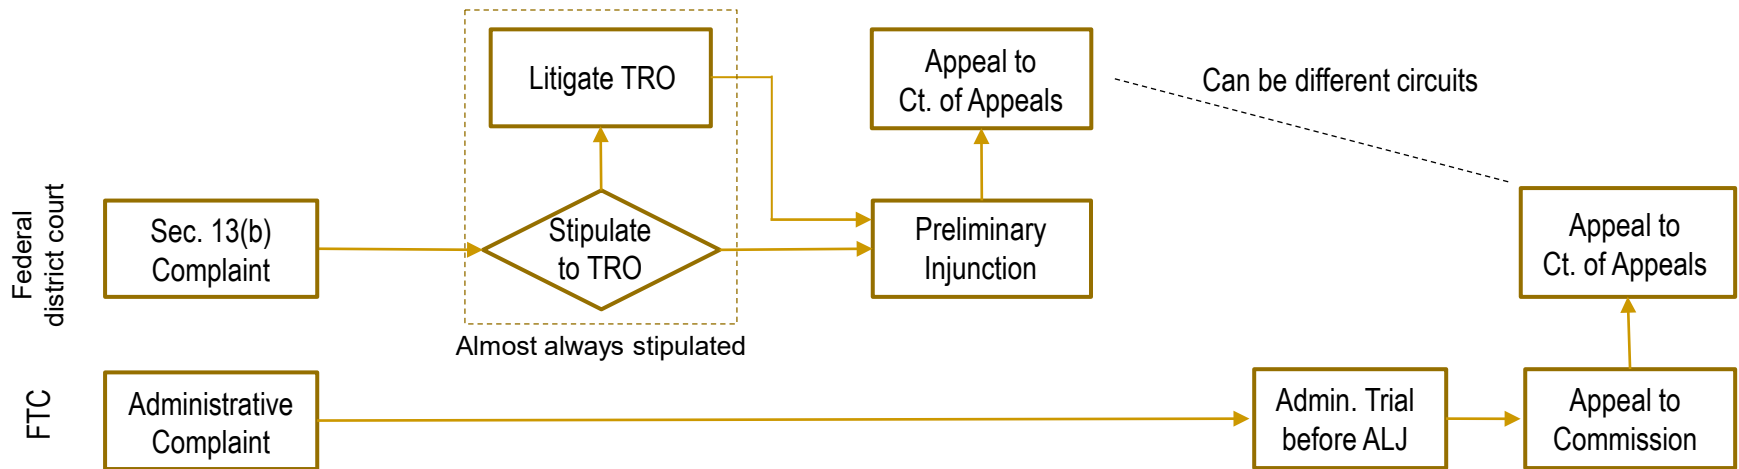 Litigate TRO
Appeal to
Ct. of Appeals
Can be different circuits
Federal
district court
Sec. 13(b)
Complaint
Stipulate
to TRO
Preliminary
Injunction
Appeal to
Ct. of Appeals
Almost always stipulated
FTC
Administrative
Complaint
Admin. Trial
before ALJ
Appeal to
Commission